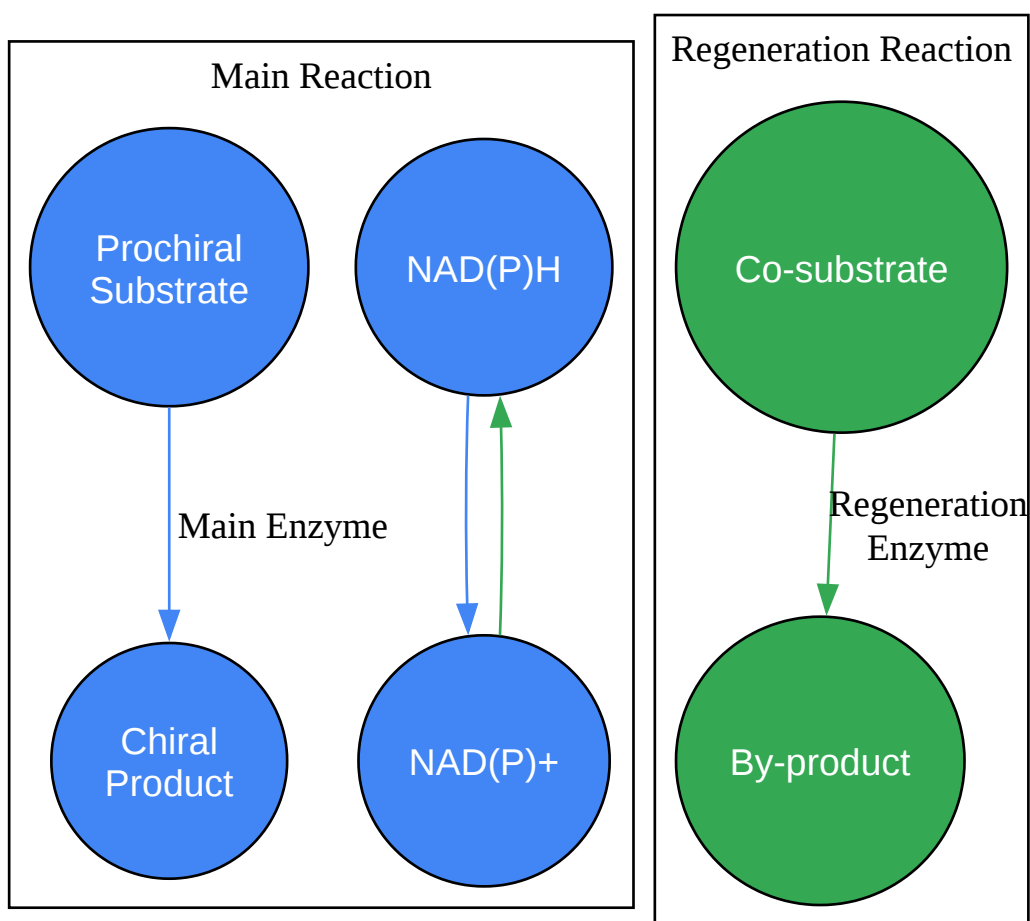 Main Reaction
Prochiral
Substrate
NAD(P)H
Main Enzyme
Chiral
Product
NAD(P)+
Regeneration Reaction
Co-substrate
Regeneration
Enzyme
By-product